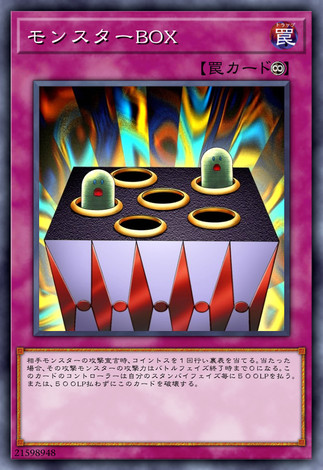 モンスターBOX
トラップ
罠
【罠カード】
相手モンスターの攻撃宣言時、コイントスを1回行い裏表を当てる。当たった
場合、その攻撃モンスターの攻撃力はバトルフェイズ終了時まで0になる。こ
のカードのコントローラーは自分のスタンバイフェイズ毎に500LPを払う。
または、500LP払わずにこのカードを破壊する。
21598948